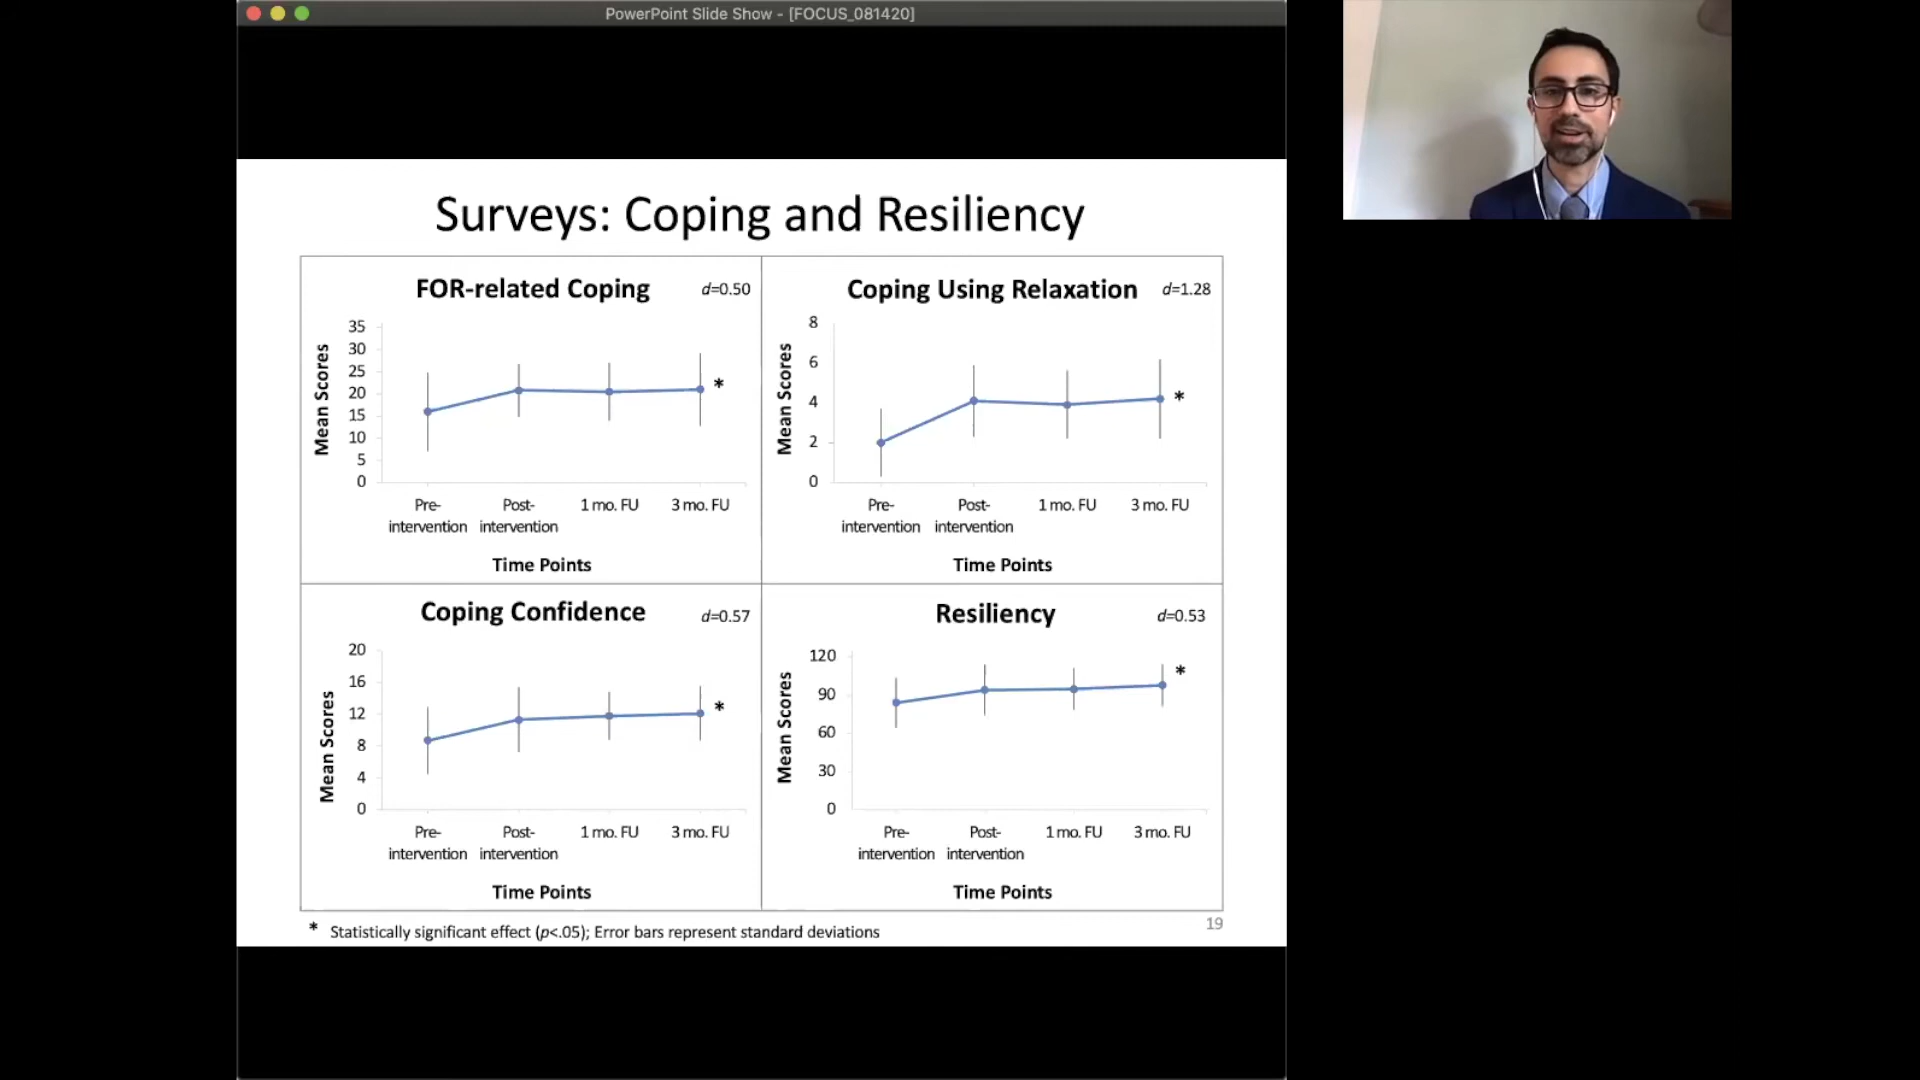 PowerPoint Slide Show - [FOCUS_081420]
Surveys: Coping and Resiliency
FOR-related Coping
d=0.50
Mean Scores
35
30
25
20
15
10
5
0
*
Pre-
intervention
Post-
intervention
1 mo. FU
3 mo. FU
Time Points
Coping Using Relaxation
d=1.28
Mean Scores
8
6
4
2
0
*
Pre-
intervention
Post-
intervention
1 mo. FU
3 mo. FU
Time Points
Coping Confidence
d=0.57
Mean Scores
20
16
12
8
4
0
*
Pre-
intervention
Post-
intervention
1 mo. FU
3 mo. FU
Time Points
Resiliency
d=0.53
Mean Scores
120
90
60
30
0
*
Pre-
intervention
Post-
intervention
1 mo. FU
3 mo. FU
Time Points
* Statistically significant effect (p<.05); Error bars represent standard deviations
19